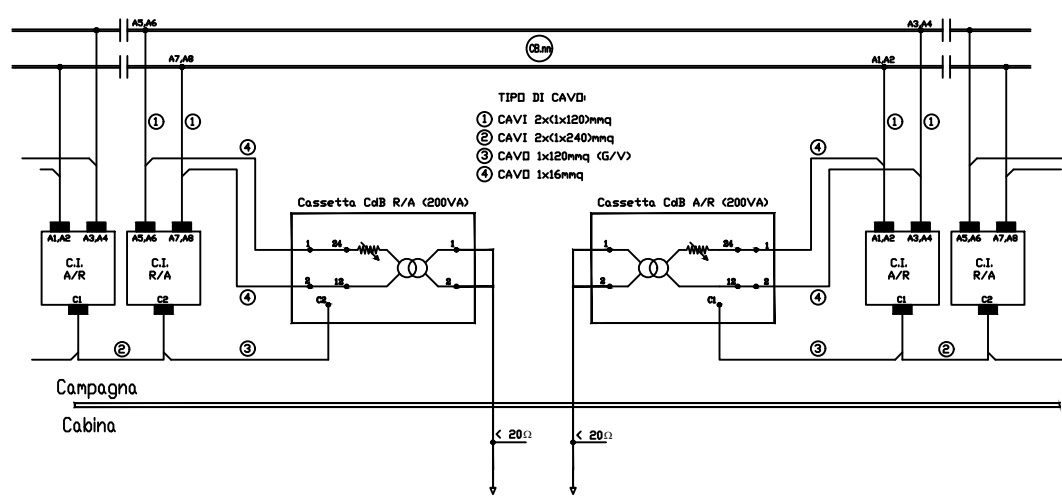 A5,A6
A3,A4
CB.nn
A7,A8
A1,A2
TIPO DI CAVO:
1 CAVI 2x(1x120)mmq
2 CAVI 2x(1x240)mmq
3 CAVO 1x120mmq (G/V)
4 CAVO 1x16mmq
1 1
1 1
4
4
Cassetta CdB R/A (200VA)
Cassetta CdB A/R (200VA)
A1,A2 A3,A4 A5,A6 A7,A8
A1,A2 A3,A4 A5,A6 A7,A8
C.I.
A/R
C.I.
R/A
1 24 1
2 12 2
C2
1 24 1
2 12 2
C1
C.I.
A/R
C.I.
R/A
C1 C2
C1 C2
4
4
2 3
3 2
Campagna
Cabina
< 20Ω
< 20Ω